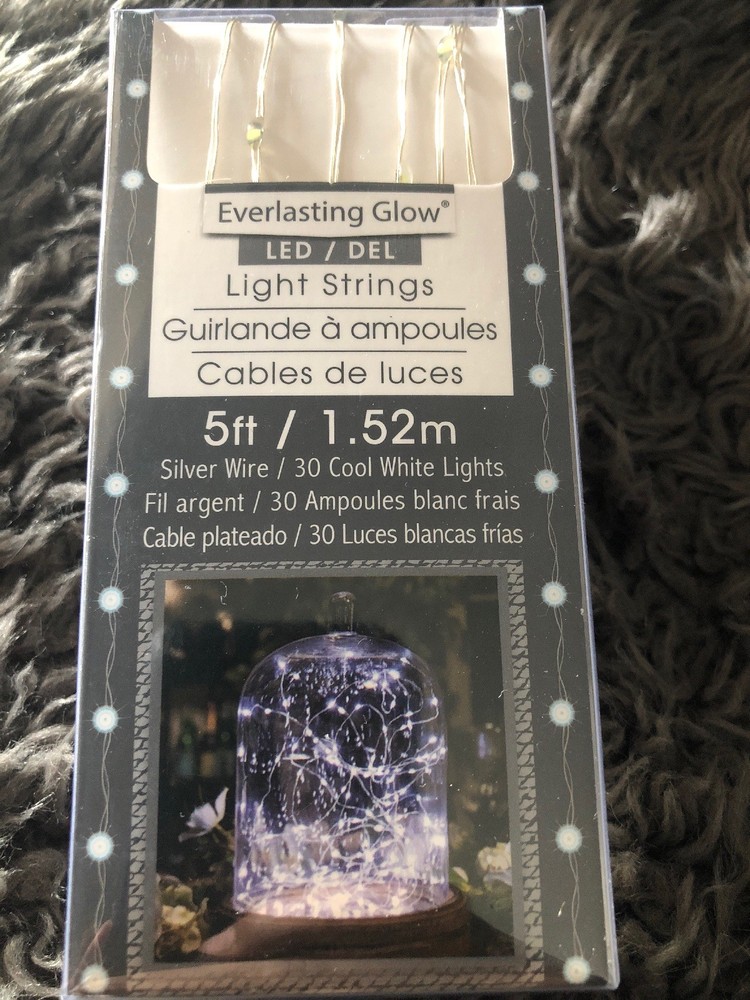 Everlasting Glow®
LED / DEL
Light Strings
Guirlande à ampoules
Cables de luces
5ft / 1.52m
Silver Wire / 30 Cool White Lights
Fil argent / 30 Ampoules blanc frais
Cable plateado / 30 Luces blancas frías